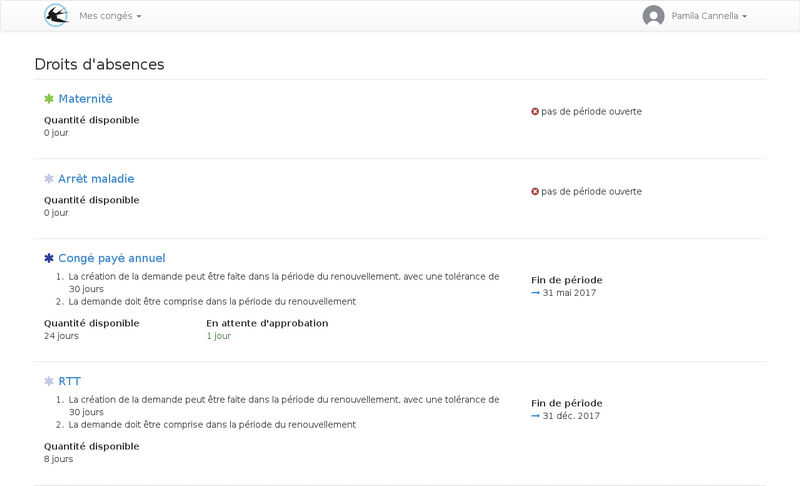 Mes congés
Pamila Cannella
Droits d'absences
Maternité
Quantité disponible
0 jour
pas de période ouverte
Arrêt maladie
Quantité disponible
0 jour
pas de période ouverte
Congé payé annuel
1. La création de la demande peut être faite dans la période du renouvellement, avec une tolérance de
30 jours
2. La demande doit être comprise dans la période du renouvellement
Quantité disponible
24 jours
En attente d'approbation
1 jour
Fin de période
→ 31 mai 2017
RTT
1. La création de la demande peut être faite dans la période du renouvellement, avec une tolérance de
30 jours
2. La demande doit être comprise dans la période du renouvellement
Quantité disponible
8 jours
Fin de période
→ 31 déc. 2017